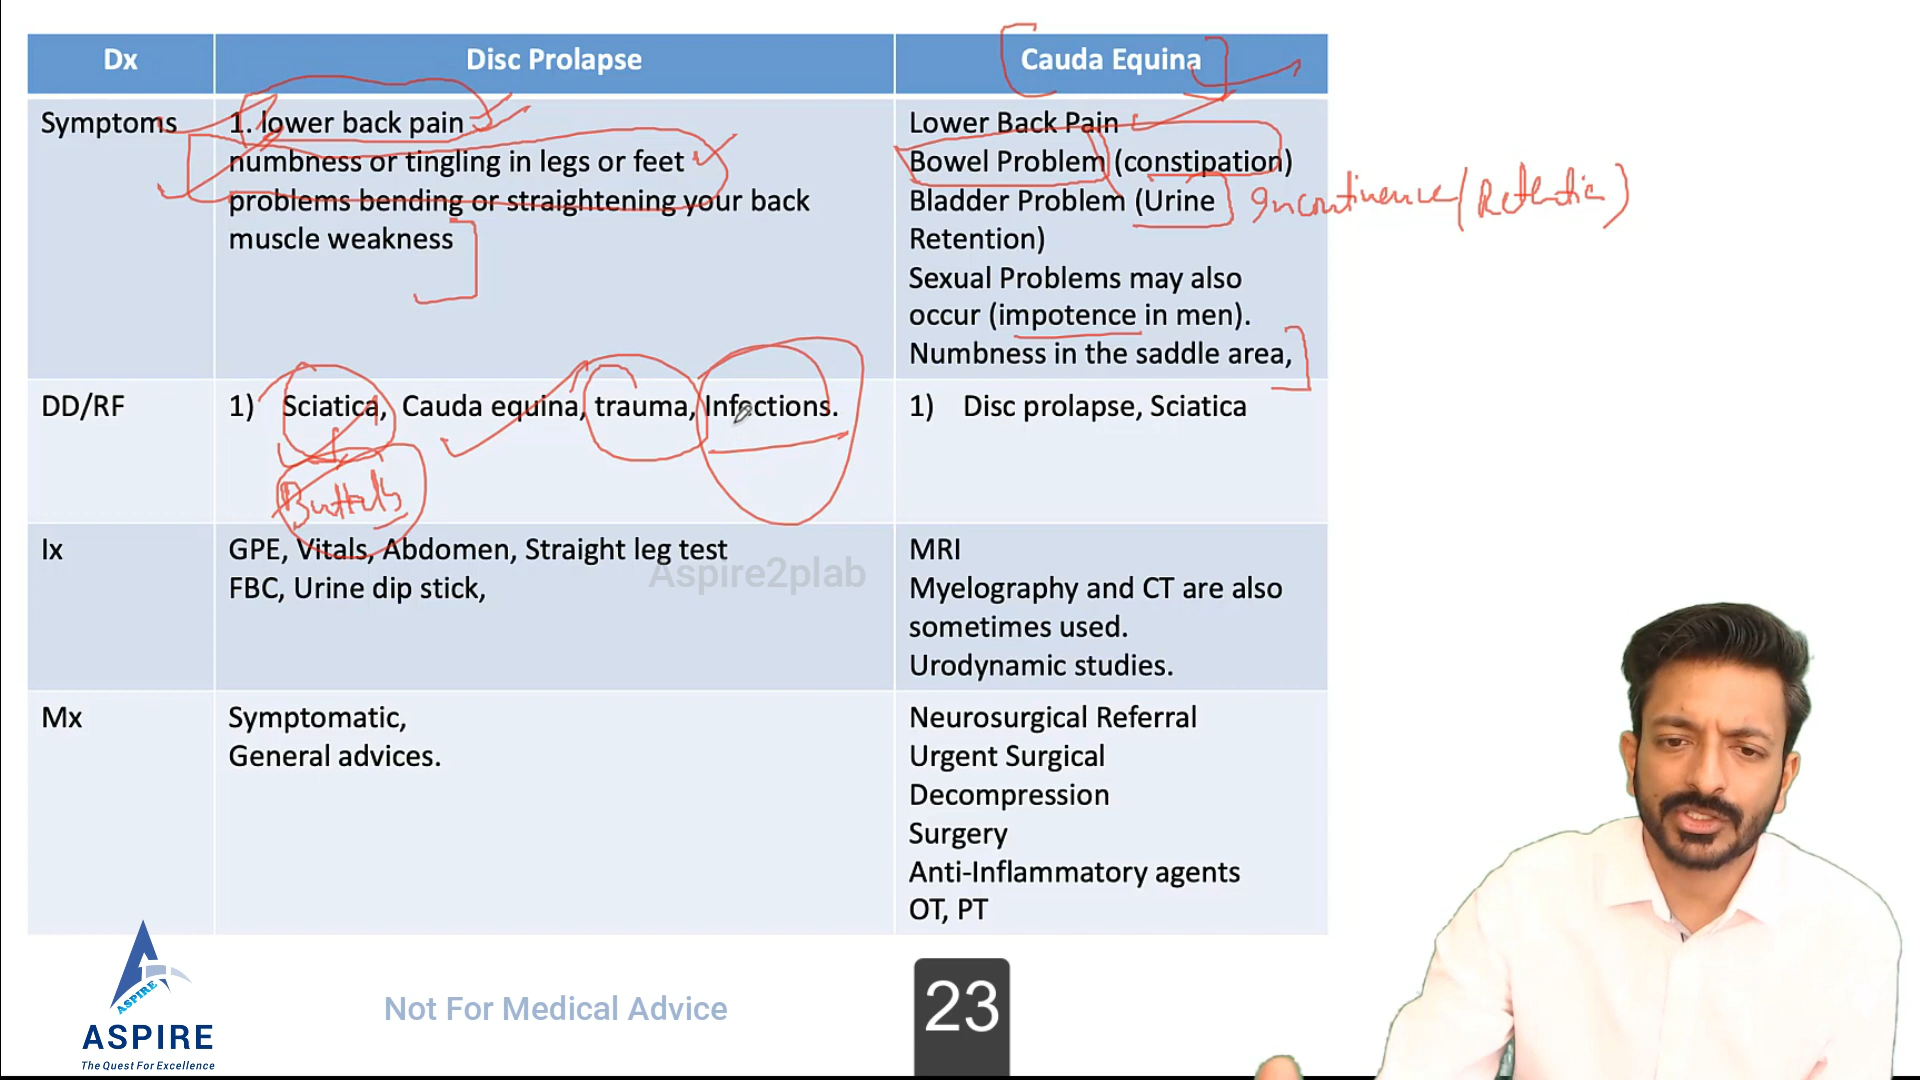 Dx Disc Prolapse Cauda Equina
Symptoms
1. lower back pain
numbness or tingling in legs or feet
problems bending or straightening your back
muscle weakness
Lower Back Pain
Bowel Problem (constipation)
Bladder Problem (Urine
Retention)
Sexual Problems may also
occur (impotence in men).
Numbness in the saddle area,
Incontinence/(Retention)
DD/RF
1) Sciatica, Cauda equina, trauma, Infections.
Buttocks
1) Disc prolapse, Sciatica
Ix
GPE, Vitals, Abdomen, Straight leg test
FBC, Urine dip stick,
Aspire2plab
MRI
Myelography and CT are also
sometimes used.
Urodynamic studies.
Mx
Symptomatic,
General advices.
Neurosurgical Referral
Urgent Surgical
Decompression
Surgery
Anti-Inflammatory agents
OT, PT
ASPIRE
ASPIRE
The Quest For Excellence
Not For Medical Advice
23